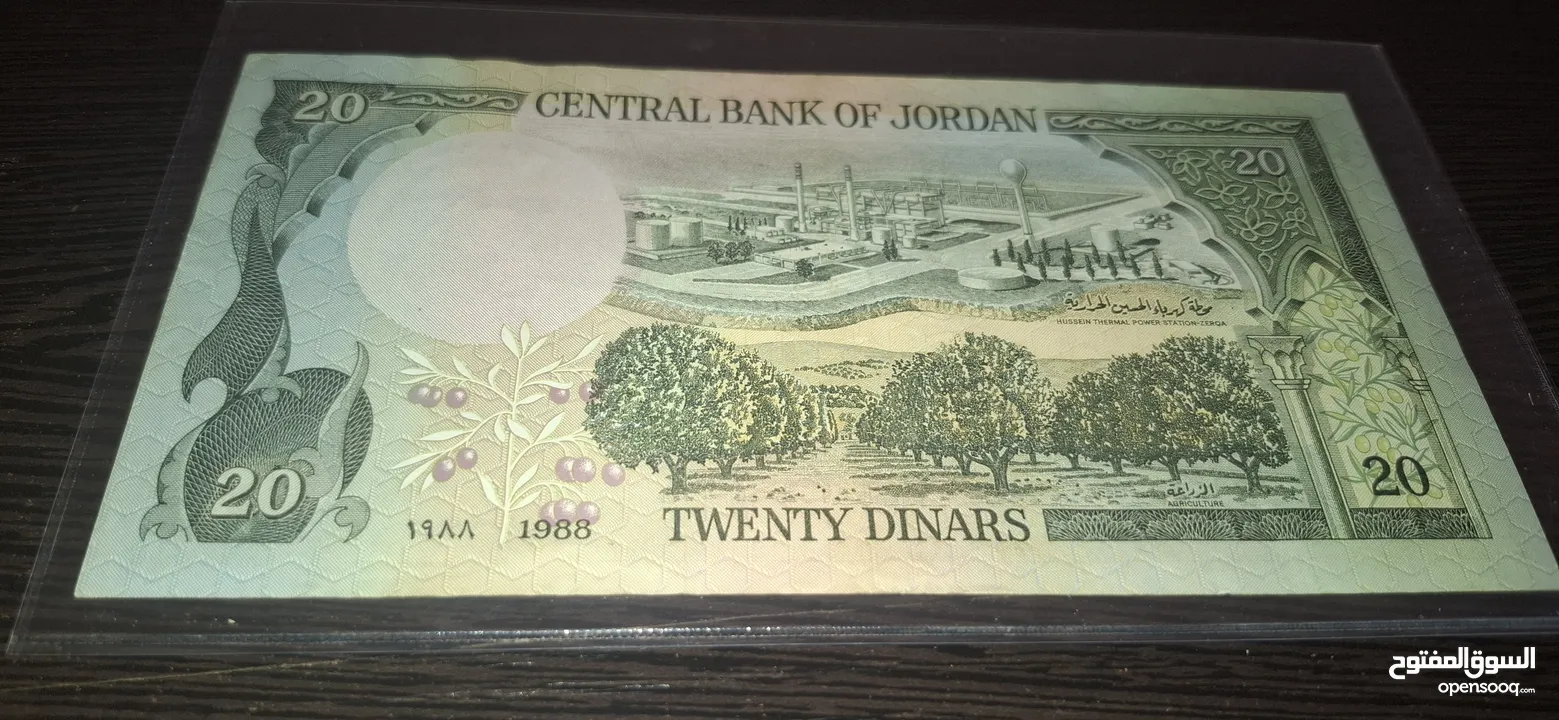 20
CENTRAL BANK OF JORDAN
20
محطة كهرباء الحسين الحرارية
HUSSEIN THERMAL POWER STATION-ZERQA
20
20
الزراعة
AGRICULTURE
١٩٨٨ 1988
TWENTY DINARS
السوق المفتوح
opensooq.com